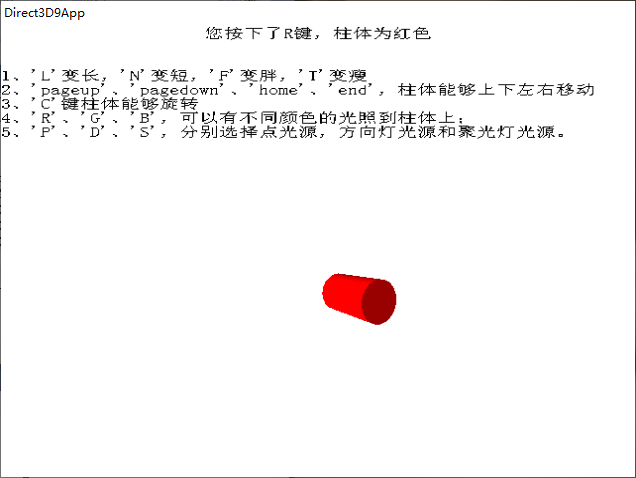 Direct3D9App
您按下了R键，柱体为红色
1、'L'变长，'N'变短，'F'变胖，'T'变瘦
2、'pageup'、'pagedown'、'home'、'end'，柱体能够上下左右移动
3、'C'键柱体能够旋转
4、'R'、'G'、'B'，可以有不同颜色的光照到柱体上；
5、'P'、'D'、'S'，分别选择点光源，方向灯光源和聚光灯光源。